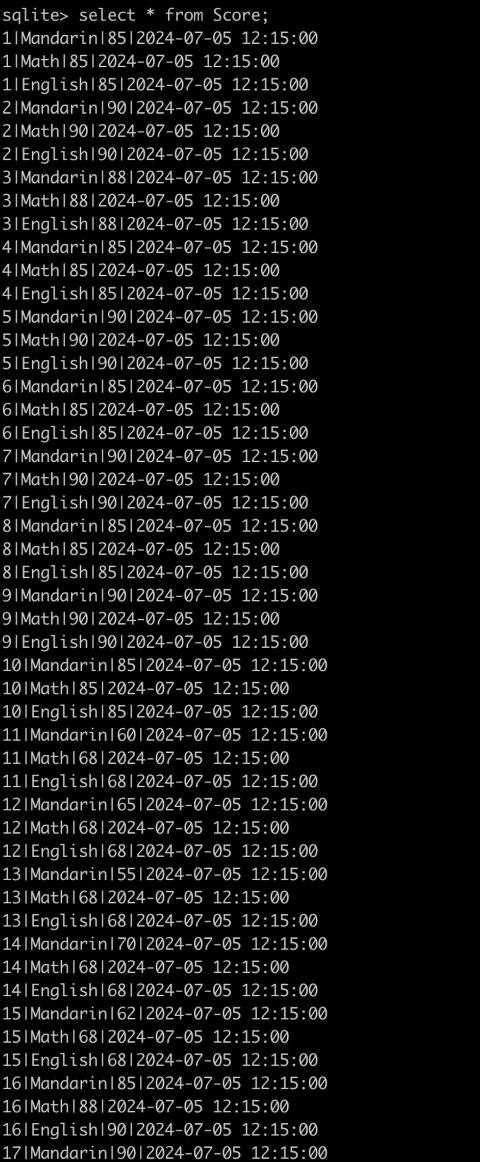 sqlite> select * from Score;
1|Mandarin|85|2024-07-05 12:15:00
1|Math|85|2024-07-05 12:15:00
1|English|85|2024-07-05 12:15:00
2|Mandarin|90|2024-07-05 12:15:00
2|Math|90|2024-07-05 12:15:00
2|English|90|2024-07-05 12:15:00
3|Mandarin|88|2024-07-05 12:15:00
3|Math|88|2024-07-05 12:15:00
3|English|88|2024-07-05 12:15:00
4|Mandarin|85|2024-07-05 12:15:00
4|Math|85|2024-07-05 12:15:00
4|English|85|2024-07-05 12:15:00
5|Mandarin|90|2024-07-05 12:15:00
5|Math|90|2024-07-05 12:15:00
5|English|90|2024-07-05 12:15:00
6|Mandarin|85|2024-07-05 12:15:00
6|Math|85|2024-07-05 12:15:00
6|English|85|2024-07-05 12:15:00
7|Mandarin|90|2024-07-05 12:15:00
7|Math|90|2024-07-05 12:15:00
7|English|90|2024-07-05 12:15:00
8|Mandarin|85|2024-07-05 12:15:00
8|Math|85|2024-07-05 12:15:00
8|English|85|2024-07-05 12:15:00
9|Mandarin|90|2024-07-05 12:15:00
9|Math|90|2024-07-05 12:15:00
9|English|90|2024-07-05 12:15:00
10|Mandarin|85|2024-07-05 12:15:00
10|Math|85|2024-07-05 12:15:00
10|English|85|2024-07-05 12:15:00
11|Mandarin|60|2024-07-05 12:15:00
11|Math|68|2024-07-05 12:15:00
11|English|68|2024-07-05 12:15:00
12|Mandarin|65|2024-07-05 12:15:00
12|Math|68|2024-07-05 12:15:00
12|English|68|2024-07-05 12:15:00
13|Mandarin|55|2024-07-05 12:15:00
13|Math|68|2024-07-05 12:15:00
13|English|68|2024-07-05 12:15:00
14|Mandarin|70|2024-07-05 12:15:00
14|Math|68|2024-07-05 12:15:00
14|English|68|2024-07-05 12:15:00
15|Mandarin|62|2024-07-05 12:15:00
15|Math|68|2024-07-05 12:15:00
15|English|68|2024-07-05 12:15:00
16|Mandarin|85|2024-07-05 12:15:00
16|Math|88|2024-07-05 12:15:00
16|English|90|2024-07-05 12:15:00
17|Mandarin|90|2024-07-05 12:15:00